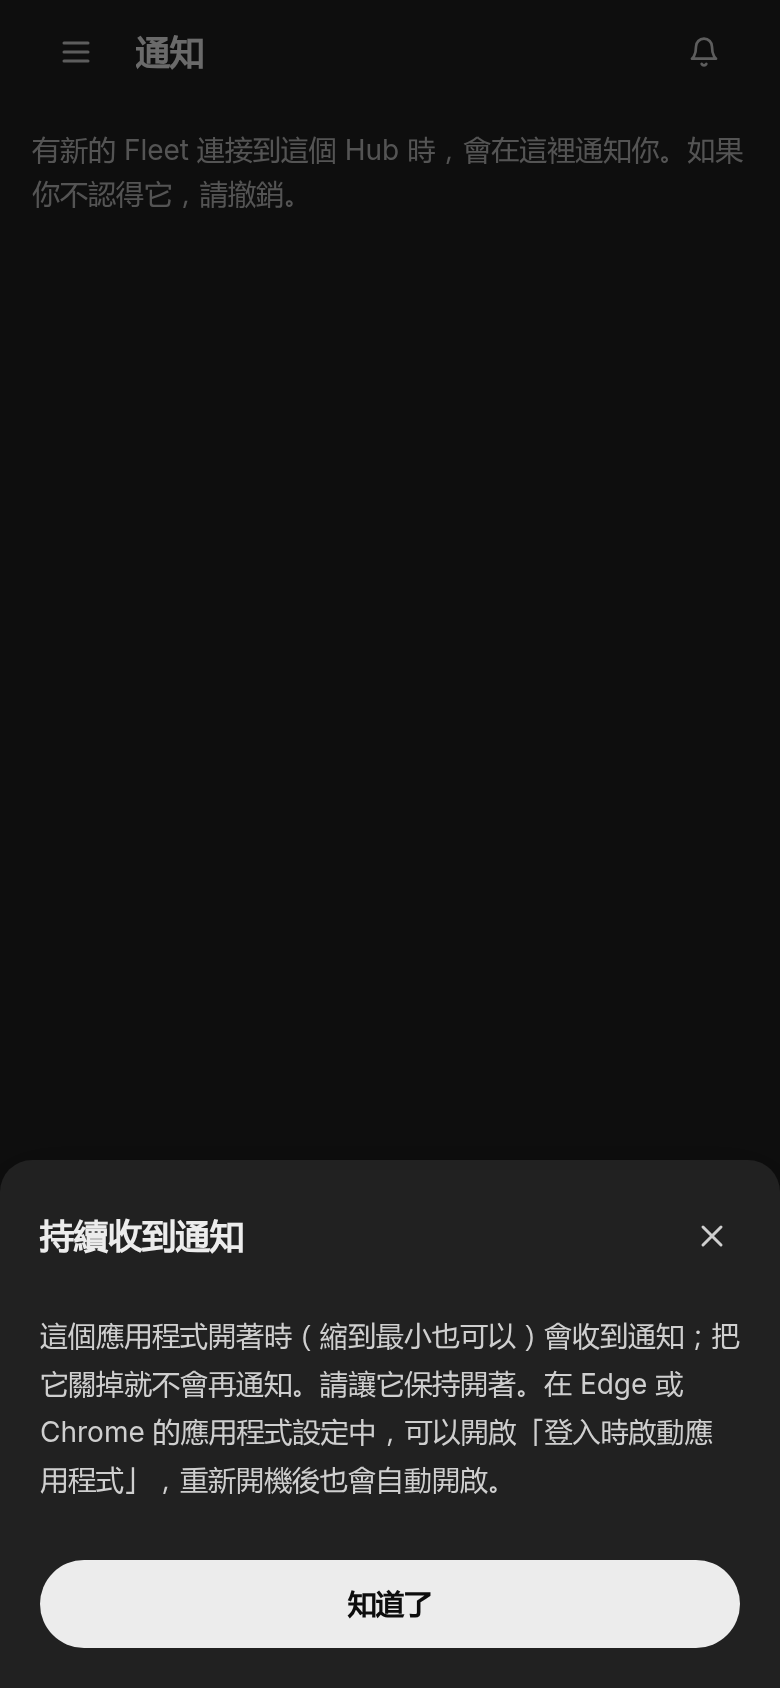 通知
有新的 Fleet 連接到這個 Hub 時，會在這裡通知你。如果
你不認得它，請撤銷。
持續收到通知
這個應用程式開著時（縮到最小也可以）會收到通知；把
它關掉就不會再通知。請讓它保持開著。在 Edge 或
Chrome 的應用程式設定中，可以開啟「登入時啟動應
用程式」，重新開機後也會自動開啟。
知道了